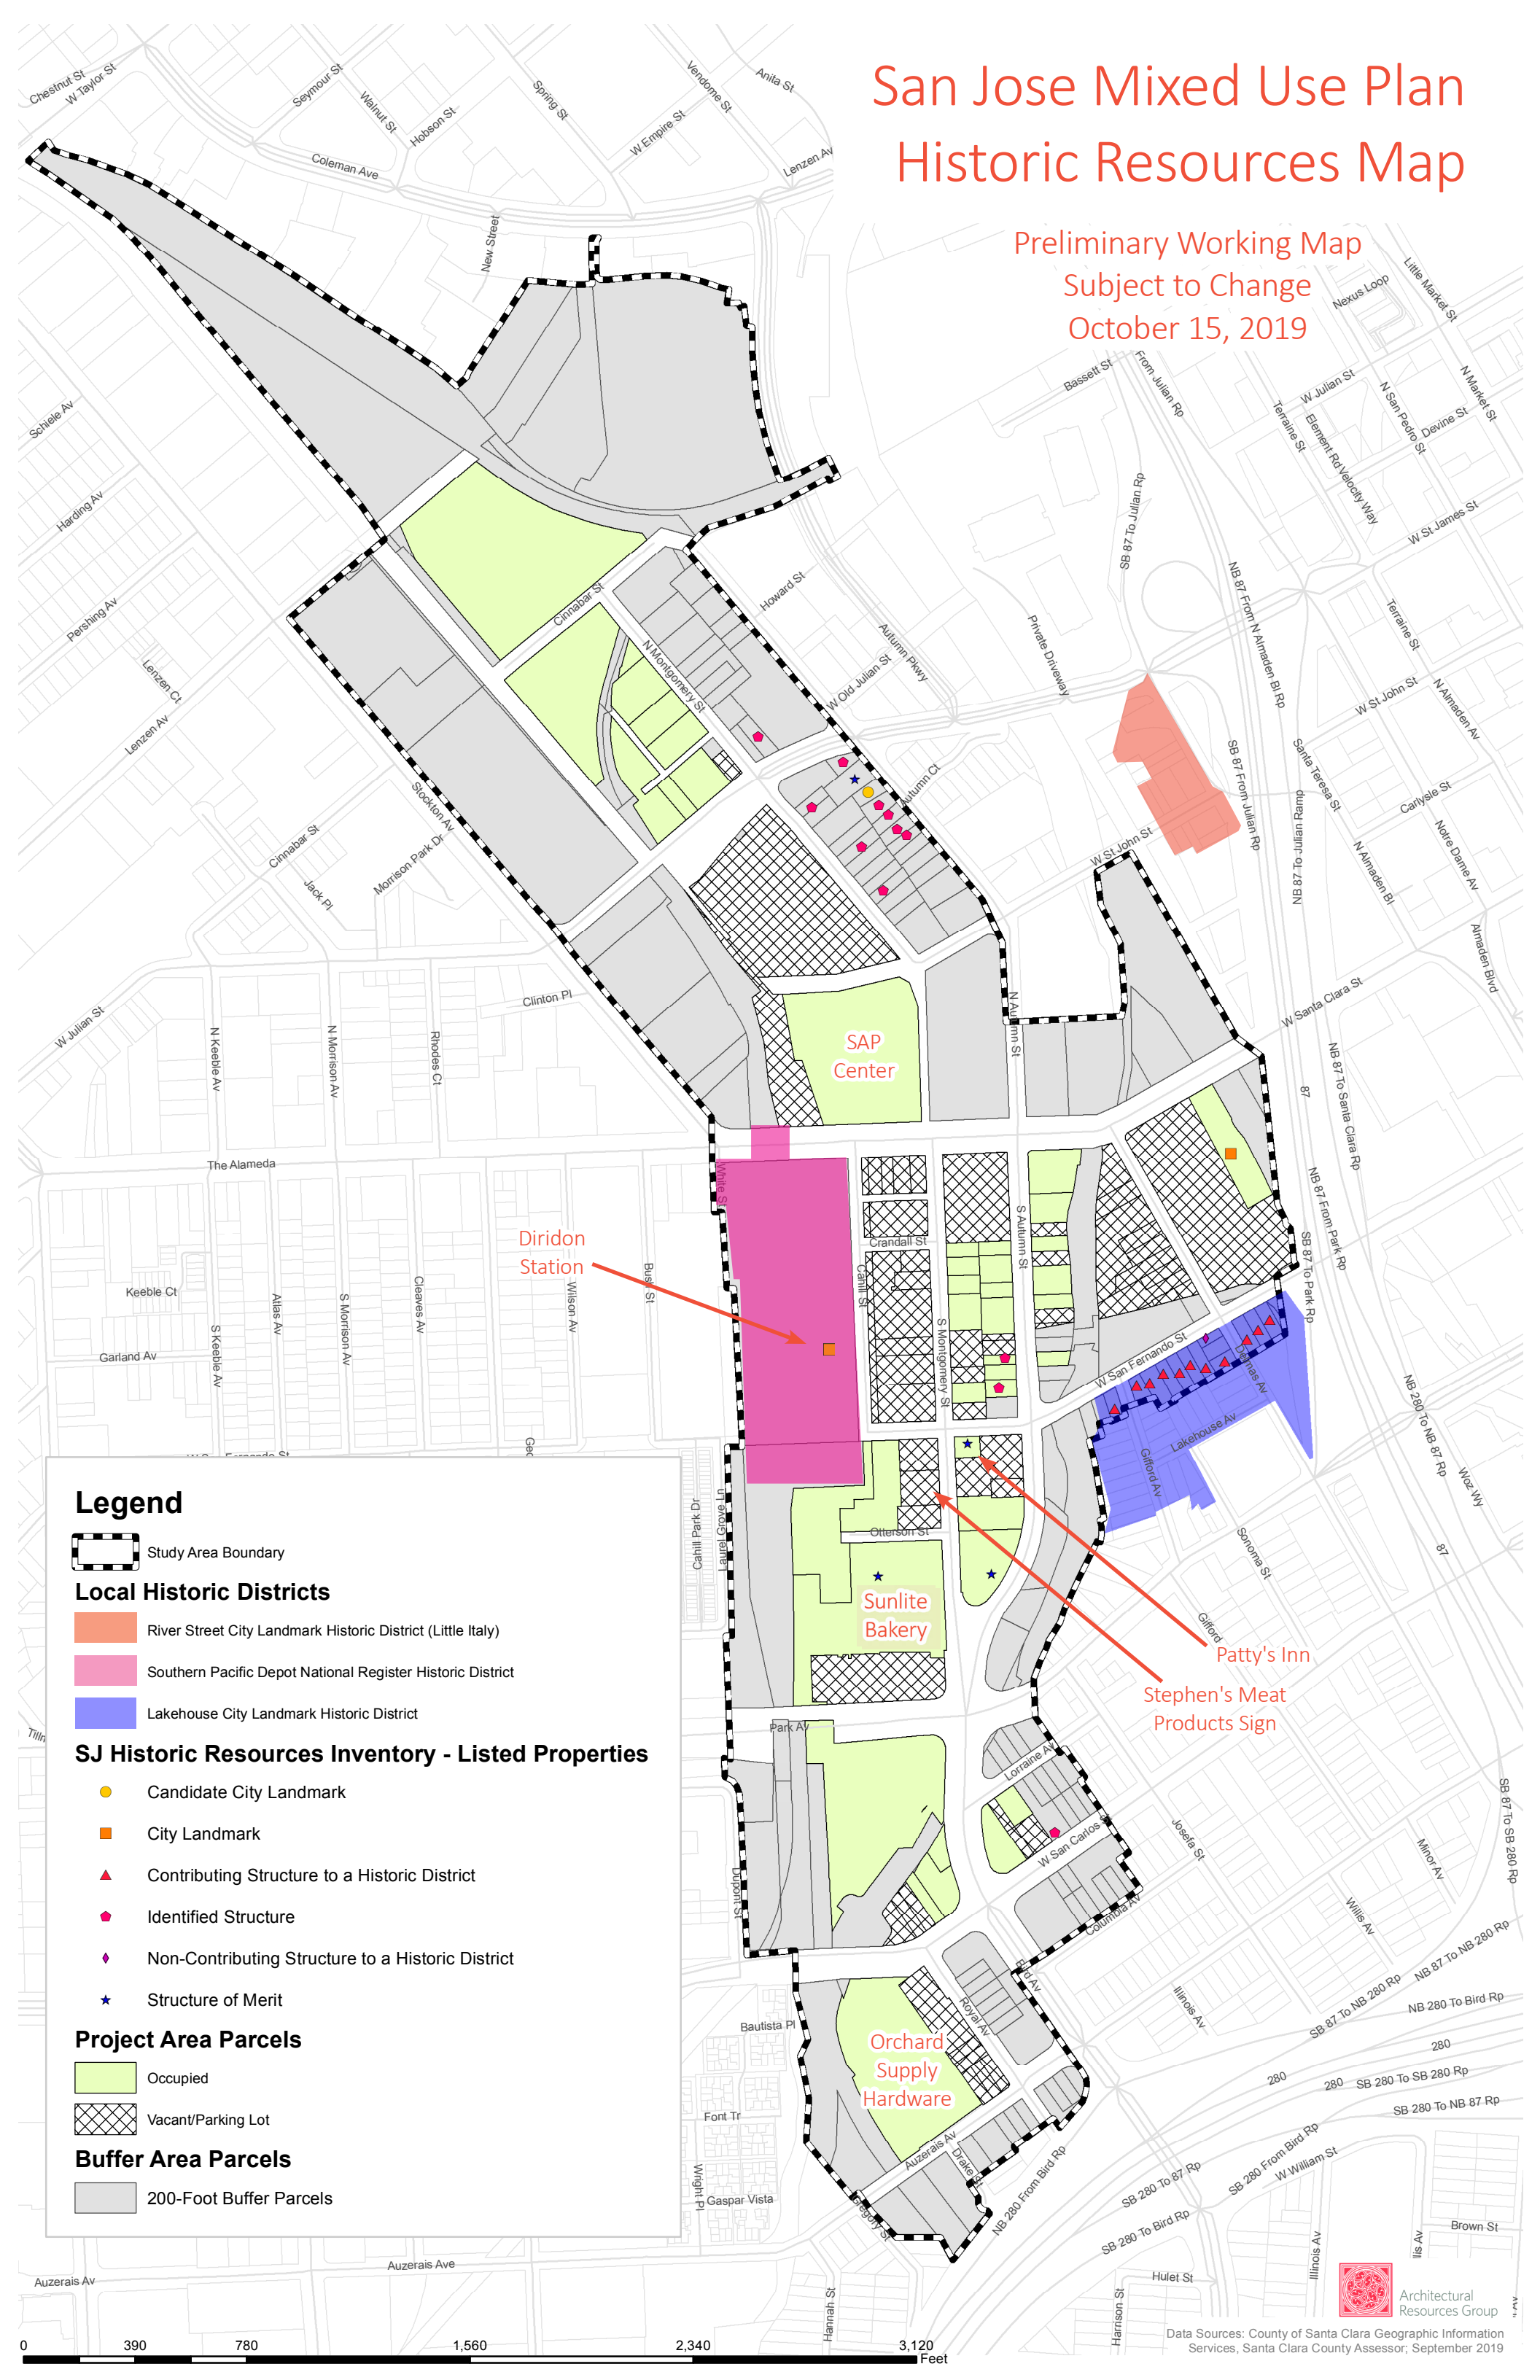 San Jose Mixed Use Plan
Historic Resources Map
Preliminary Working Map
Subject to Change
October 15, 2019
Chestnut St
W Taylor St
Seymour St
Walnut St
Hobson St
Spring St
Vendome St
Anita St
W Empire St
Lenzen Av
Coleman Ave
New Street
Little Market St
Nexus Loop
Bassett St
From Julian Rp
W Julian St
N Market St
N San Pedro St
Devine St
Terraine St
Element Rd
Velocity Way
W St James St
Schiele Av
Harding Av
Pershing Av
Lenzen Ct
Lenzen Av
SB 87 To Julian Rp
NB 87 From N Almaden Bl Rp
Howard St
Autumn Pkwy
Private Driveway
Cinnabar St
N Montgomery St
W Old Julian St
Terraine St
W St John St
N Almaden Av
Santa Teresa St
SB 87 From Julian Rp
NB 87 To Julian Ramp
Carlysle St
Notre Dame Av
N Almaden Bl
Almaden Blvd
Stockton Av
Cinnabar St
Morrison Park Dr
Jack Pl
Autumn Ct
W St John St
Clinton Pl
W Julian St
N Keeble Av
N Morrison Av
Rhodes Ct
SAP
Center
N Autumn St
W Santa Clara St
NB 87 To Santa Clara Rp
87
NB 87 From Park Rp
SB 87 To Park Rp
The Alameda
White St
Diridon
Station
Crandall St
Cahill St
S Montgomery St
S Autumn St
W San Fernando St
Delmas Av
Lakehouse Av
Gifford Av
Keeble Ct
Garland Av
S Keeble Av
Atlas Av
S Morrison Av
Cleaves Av
Wilson Av
Bush St
NB 280 To NB 87 Rp
Woz Wy
87
Cahill Park Dr
Laurel Grove Ln
Otterson St
Sunlite
Bakery
Sonoma St
Gifford
Patty's Inn
Stephen's Meat
Products Sign
Park Av
Lorraine Av
W San Carlos St
Columbia Av
Josefa St
Minor Av
Willis Av
SB 87 To SB 280 Rp
NB 87 To NB 280 Rp
SB 87 To NB 280 Rp
NB 280 To Bird Rp
280
280
280
SB 280 To SB 280 Rp
SB 280 To NB 87 Rp
Illinois Av
Dupont St
Bird Av
Royal Av
Orchard
Supply
Hardware
Bautista Pl
Font Tr
Wright Pl
Gaspar Vista
Auzerais Av
Drake St
Gregory St
NB 280 From Bird Rp
SB 280 To 87 Rp
SB 280 From Bird Rp
W William St
SB 280 To Bird Rp
Brown St
Illinois Av
Hulet St
Harrison St
Hannah St
Auzerais Ave
Auzerais Av
Legend
Study Area Boundary
Local Historic Districts
River Street City Landmark Historic District (Little Italy)
Southern Pacific Depot National Register Historic District
Lakehouse City Landmark Historic District
SJ Historic Resources Inventory - Listed Properties
Candidate City Landmark
City Landmark
Contributing Structure to a Historic District
Identified Structure
Non-Contributing Structure to a Historic District
Structure of Merit
Project Area Parcels
Occupied
Vacant/Parking Lot
Buffer Area Parcels
200-Foot Buffer Parcels
Architectural
Resources Group
Data Sources: County of Santa Clara Geographic Information
Services, Santa Clara County Assessor; September 2019
0 390 780 1,560 2,340 3,120
Feet